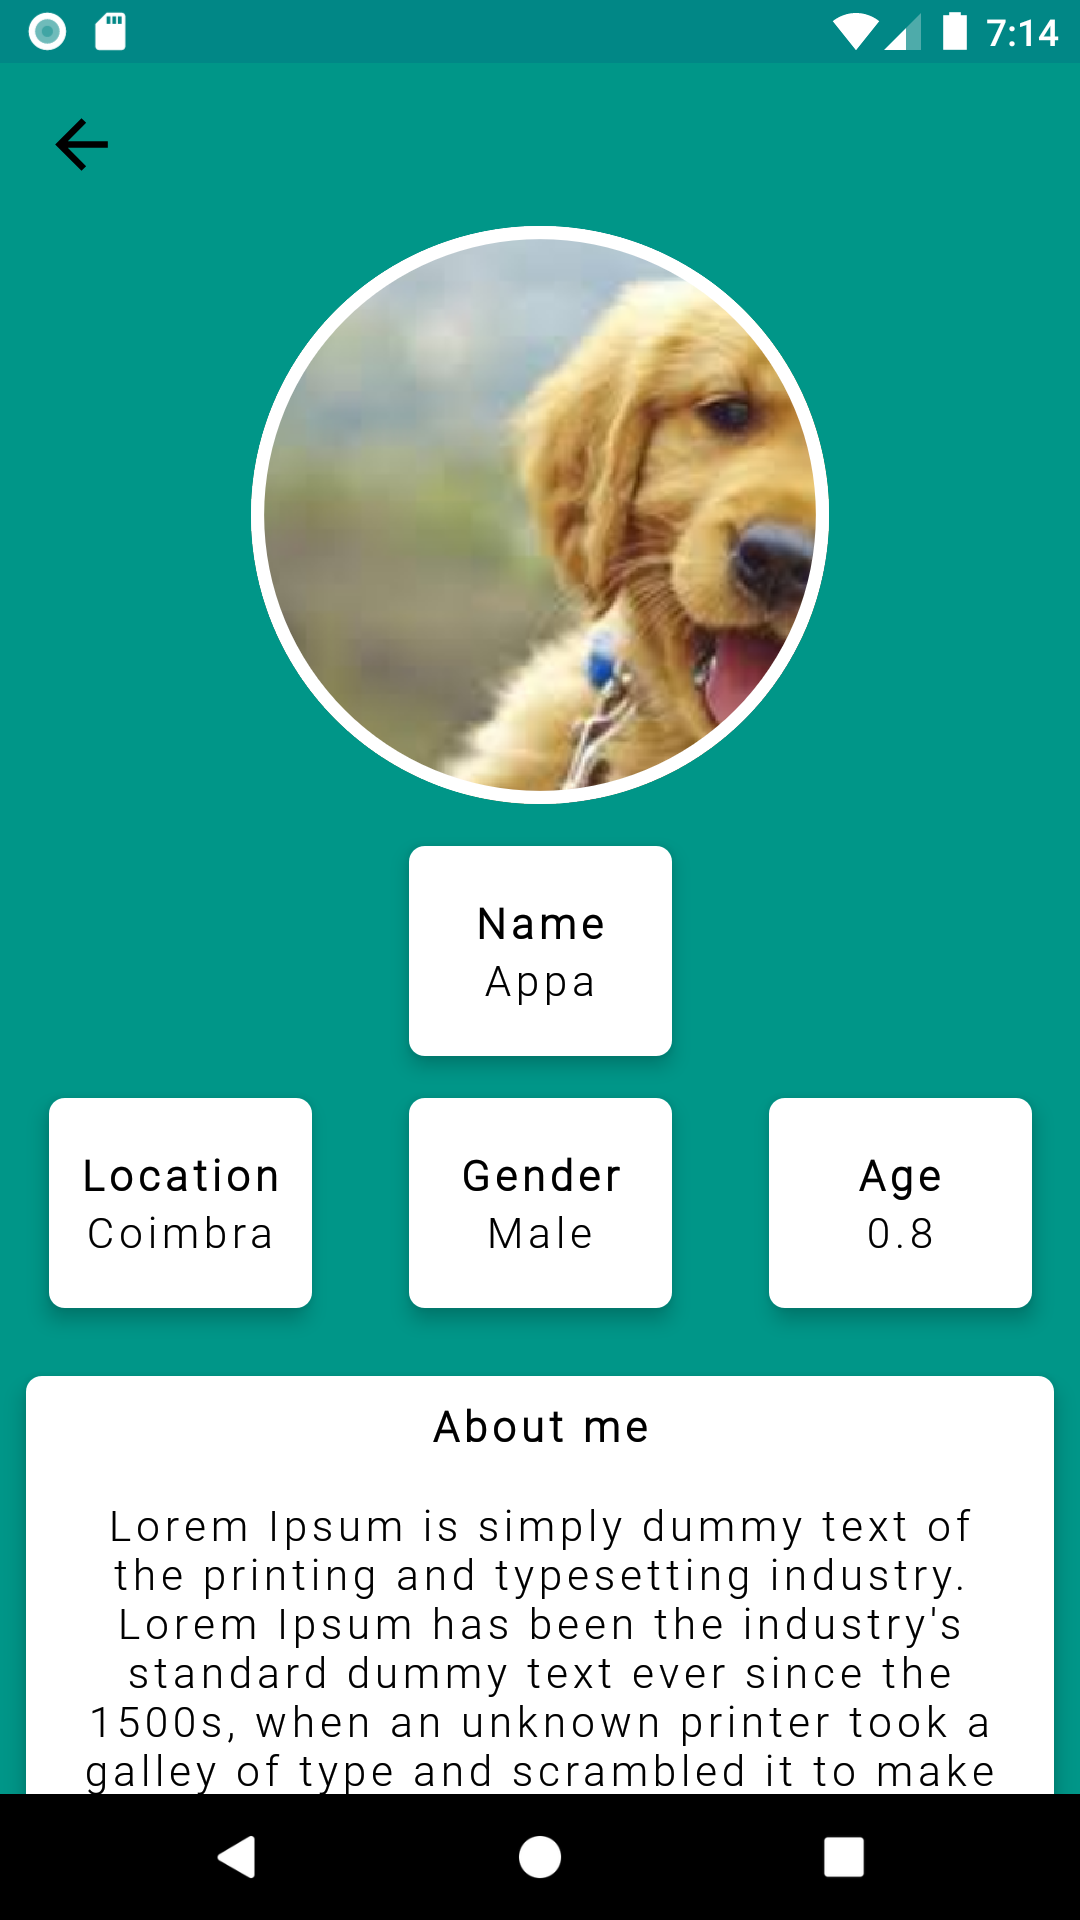 7:14
Name
Appa
Location
Coimbra
Gender
Male
Age
0.8
About me
Lorem Ipsum is simply dummy text of
the printing and typesetting industry.
Lorem Ipsum has been the industry's
standard dummy text ever since the
1500s, when an unknown printer took a
galley of type and scrambled it to make